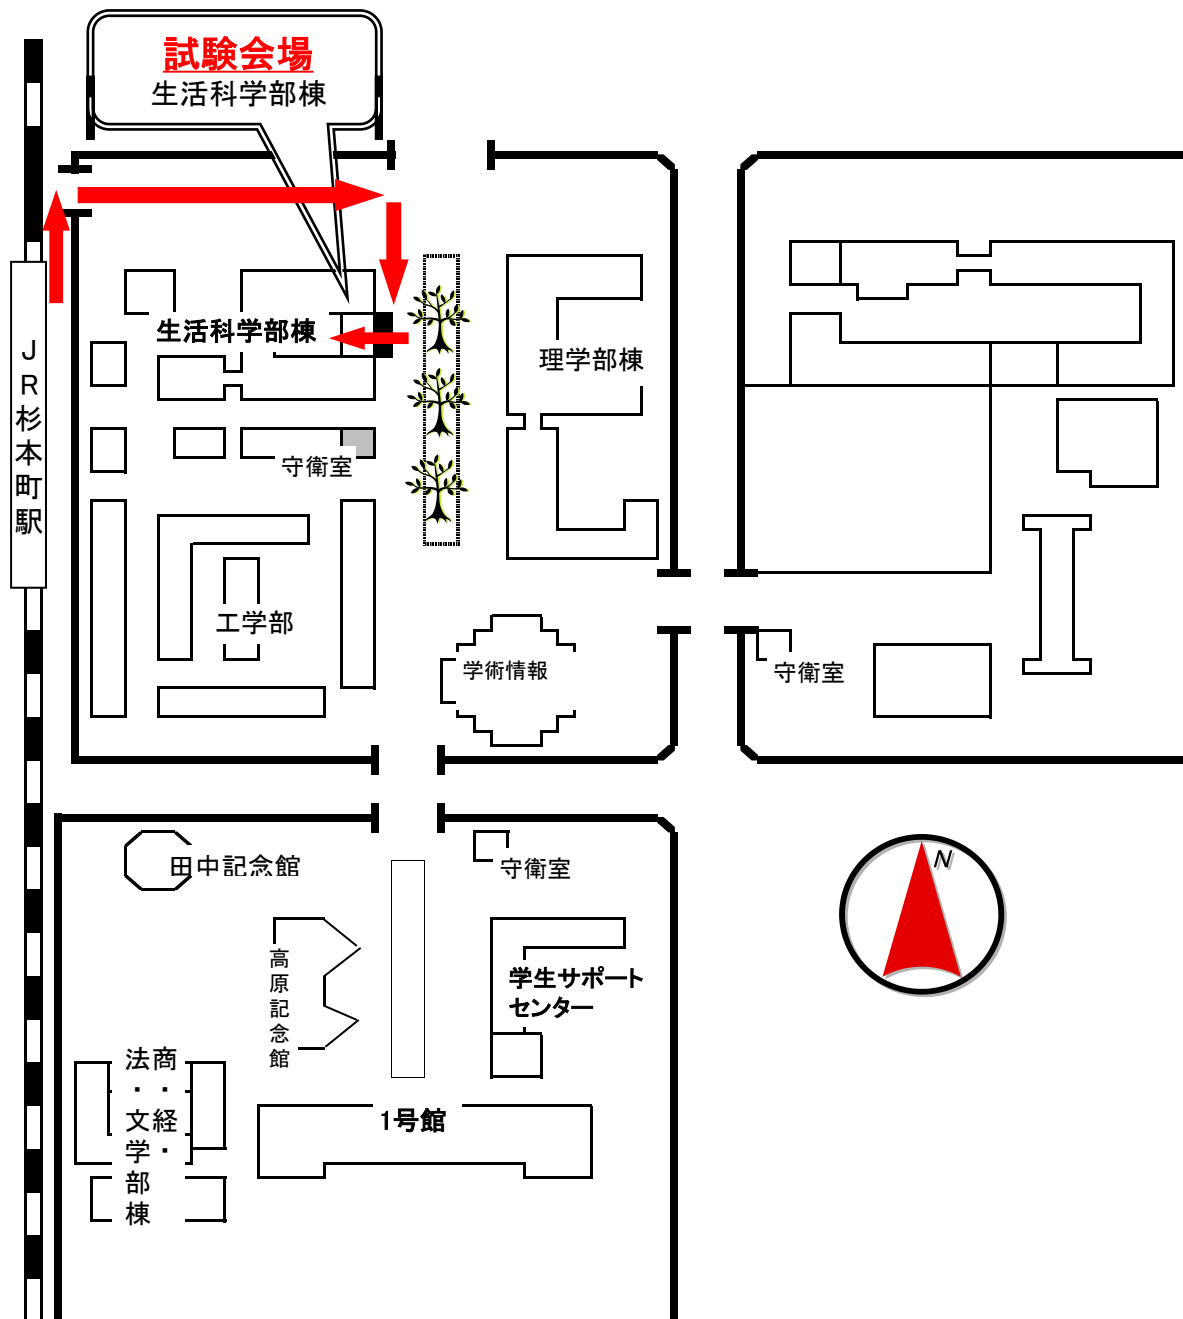 試験会場
生活科学部棟
JR杉本町駅
生活科学部棟
理学部棟
守衛室
工学部
学術情報
守衛室
田中記念館
守衛室
N
高原記念館
学生サポート
センター
法・文学部棟
商・経・
1号館